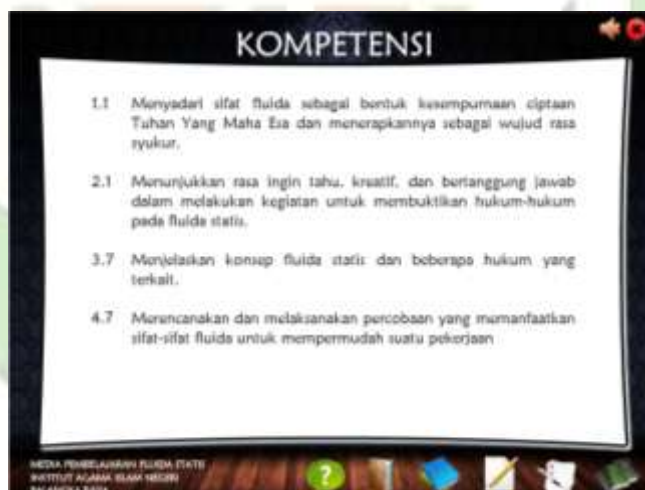 KOMPETENSI
1.1 Menyadari sifat fluida sebagai bentuk kesempurnaan ciptaan
Tuhan Yang Maha Esa dan menerapkannya sebagai wujud rasa
syukur.
2.1 Menunjukkan rasa ingin tahu, kreatif, dan bertanggung jawab
dalam melakukan kegiatan untuk membuktikan hukum-hukum
pada fluida statis.
3.7 Menjelaskan konsep fluida statis dan beberapa hukum yang
terkait.
4.7 Merencanakan dan melaksanakan percobaan yang memanfaatkan
sifat-sifat fluida untuk mempermudah suatu pekerjaan
MEDIA PEMBELAJARAN FLUIDA STATIS
INSTITUT AGAMA ISLAM NEGERI
PALANGKA RAYA
?